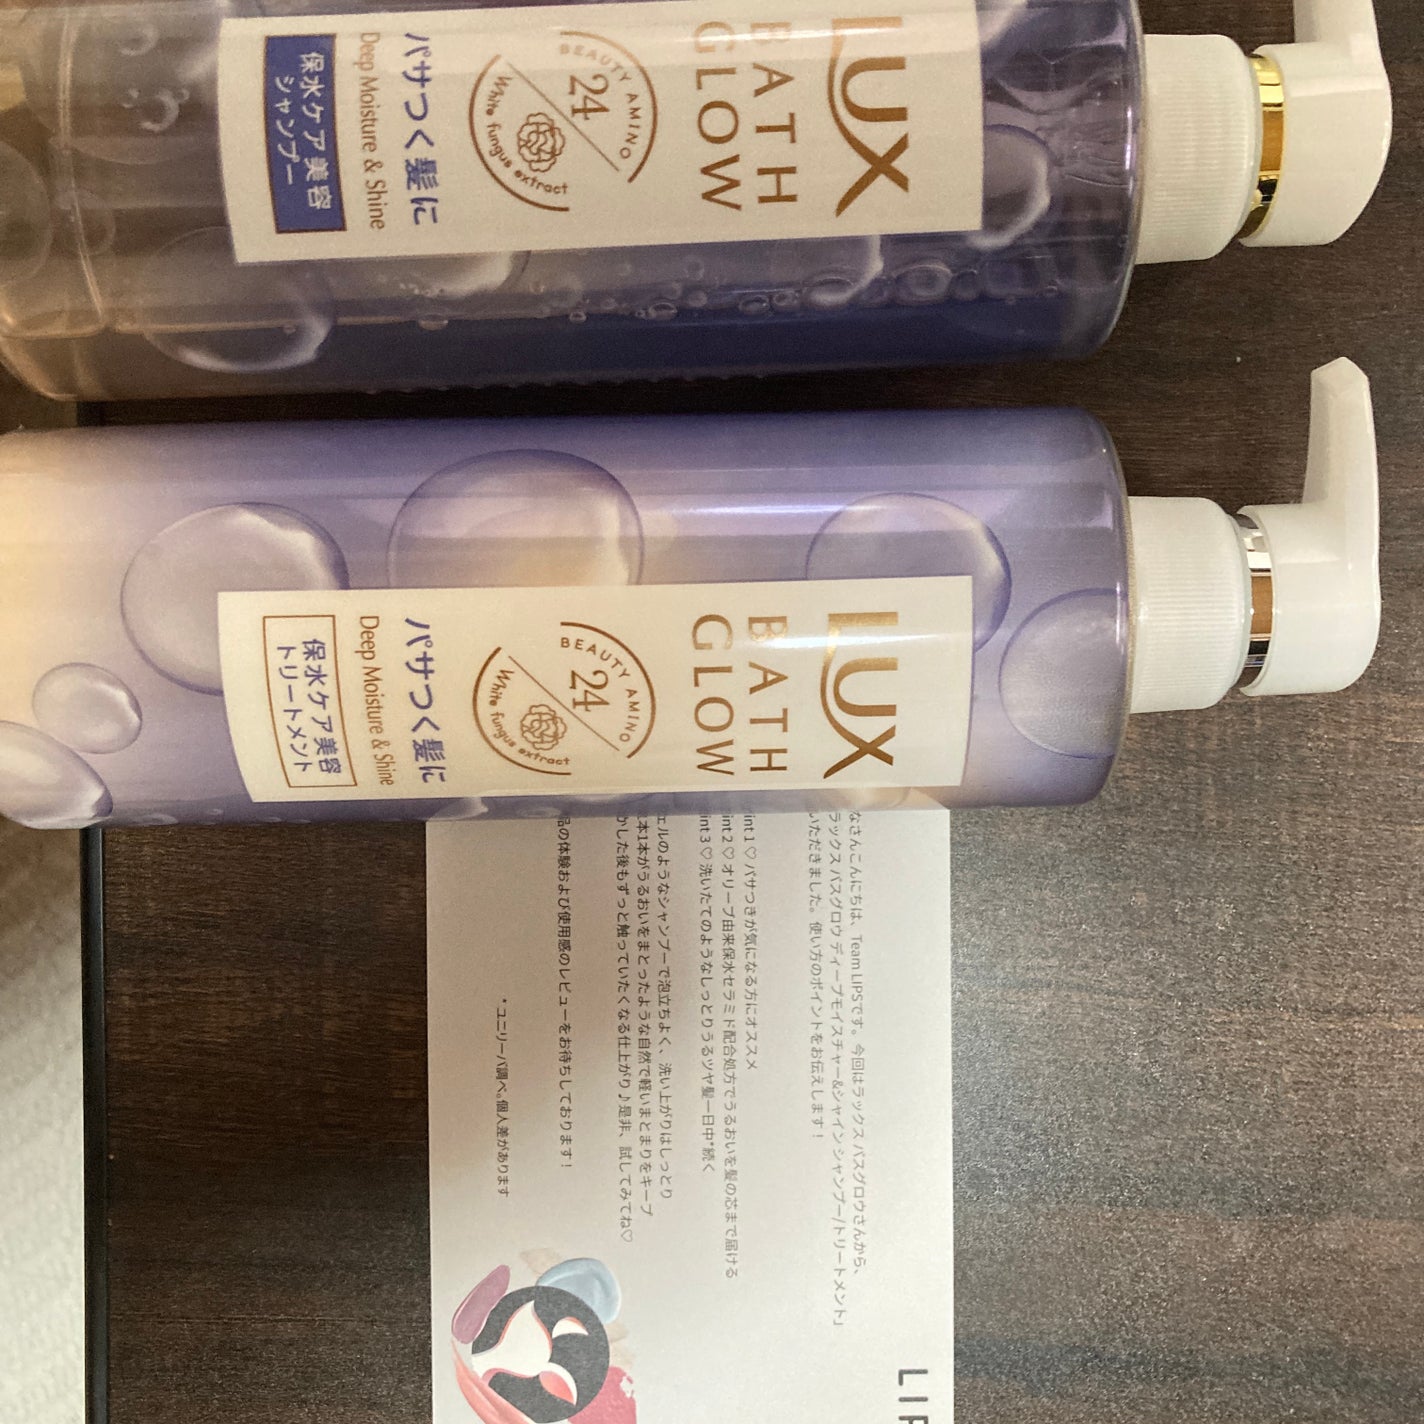 LUX
BATH
GLOW
BEAUTY AMINO
24
White fungus extract
パサつく髪に
Deep Moisture & Shine
保水ケア美容
シャンプー
LUX
BATH
GLOW
BEAUTY AMINO
24
White fungus extract
パサつく髪に
Deep Moisture & Shine
保水ケア美容
トリートメント
LIP
なさんこんにちは、Team LIPSです。今回はラックス バスグロウさんから、
ラックス バスグロウ ディープモイスチャー&シャイン シャンプー/トリートメント」
いただきました。使い方のポイントをお伝えします！
int 1 ♡ パサつきが気になる方にオススメ
int 2 ♡ オリーブ由来保水セラミド配合処方でうるおいを髪の芯まで届ける
int 3 ♡ 洗いたてのようなしっとりうるツヤ髪一日中*続く
ェルのようなシャンプーで泡立ちよく、洗い上がりはしっとり
本1本がうるおいをまとったような自然で軽いまとまりをキープ
かした後もずっと触っていたくなる仕上がり♪是非、試してみてね♡
品の体験および使用感のレビューをお待ちしております！
*ユニリーバ調べ。個人差があります